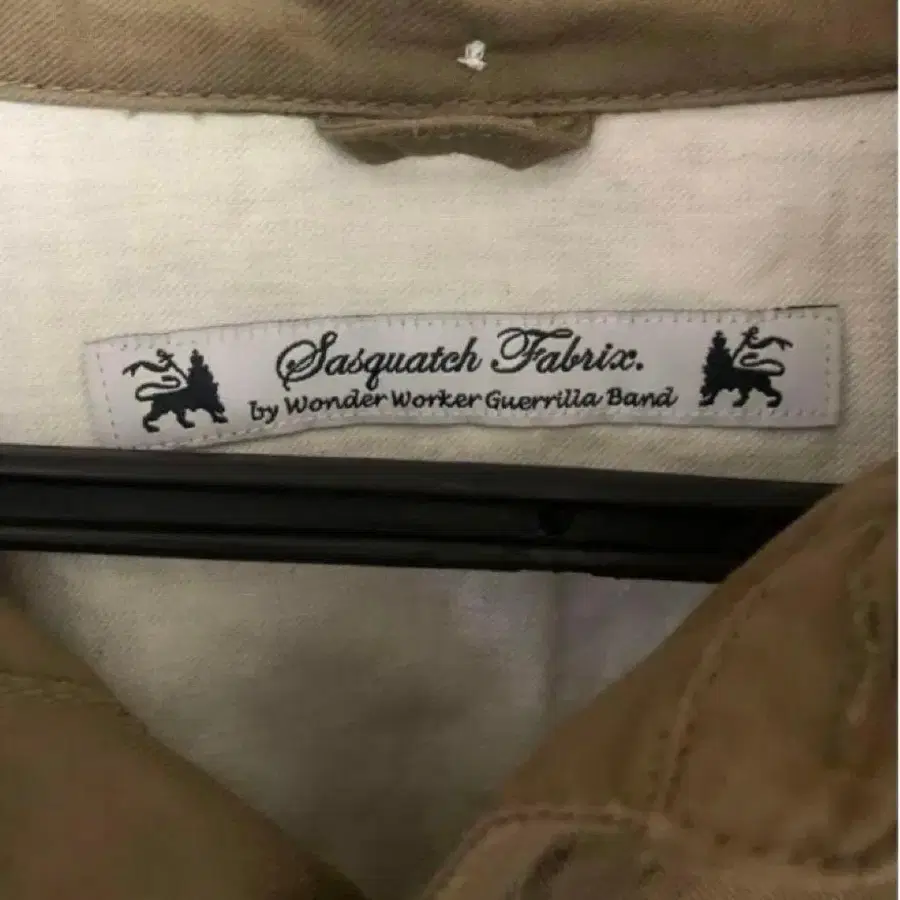 Sasquatch Fabrix.
by Wonder Worker Guerrilla Band